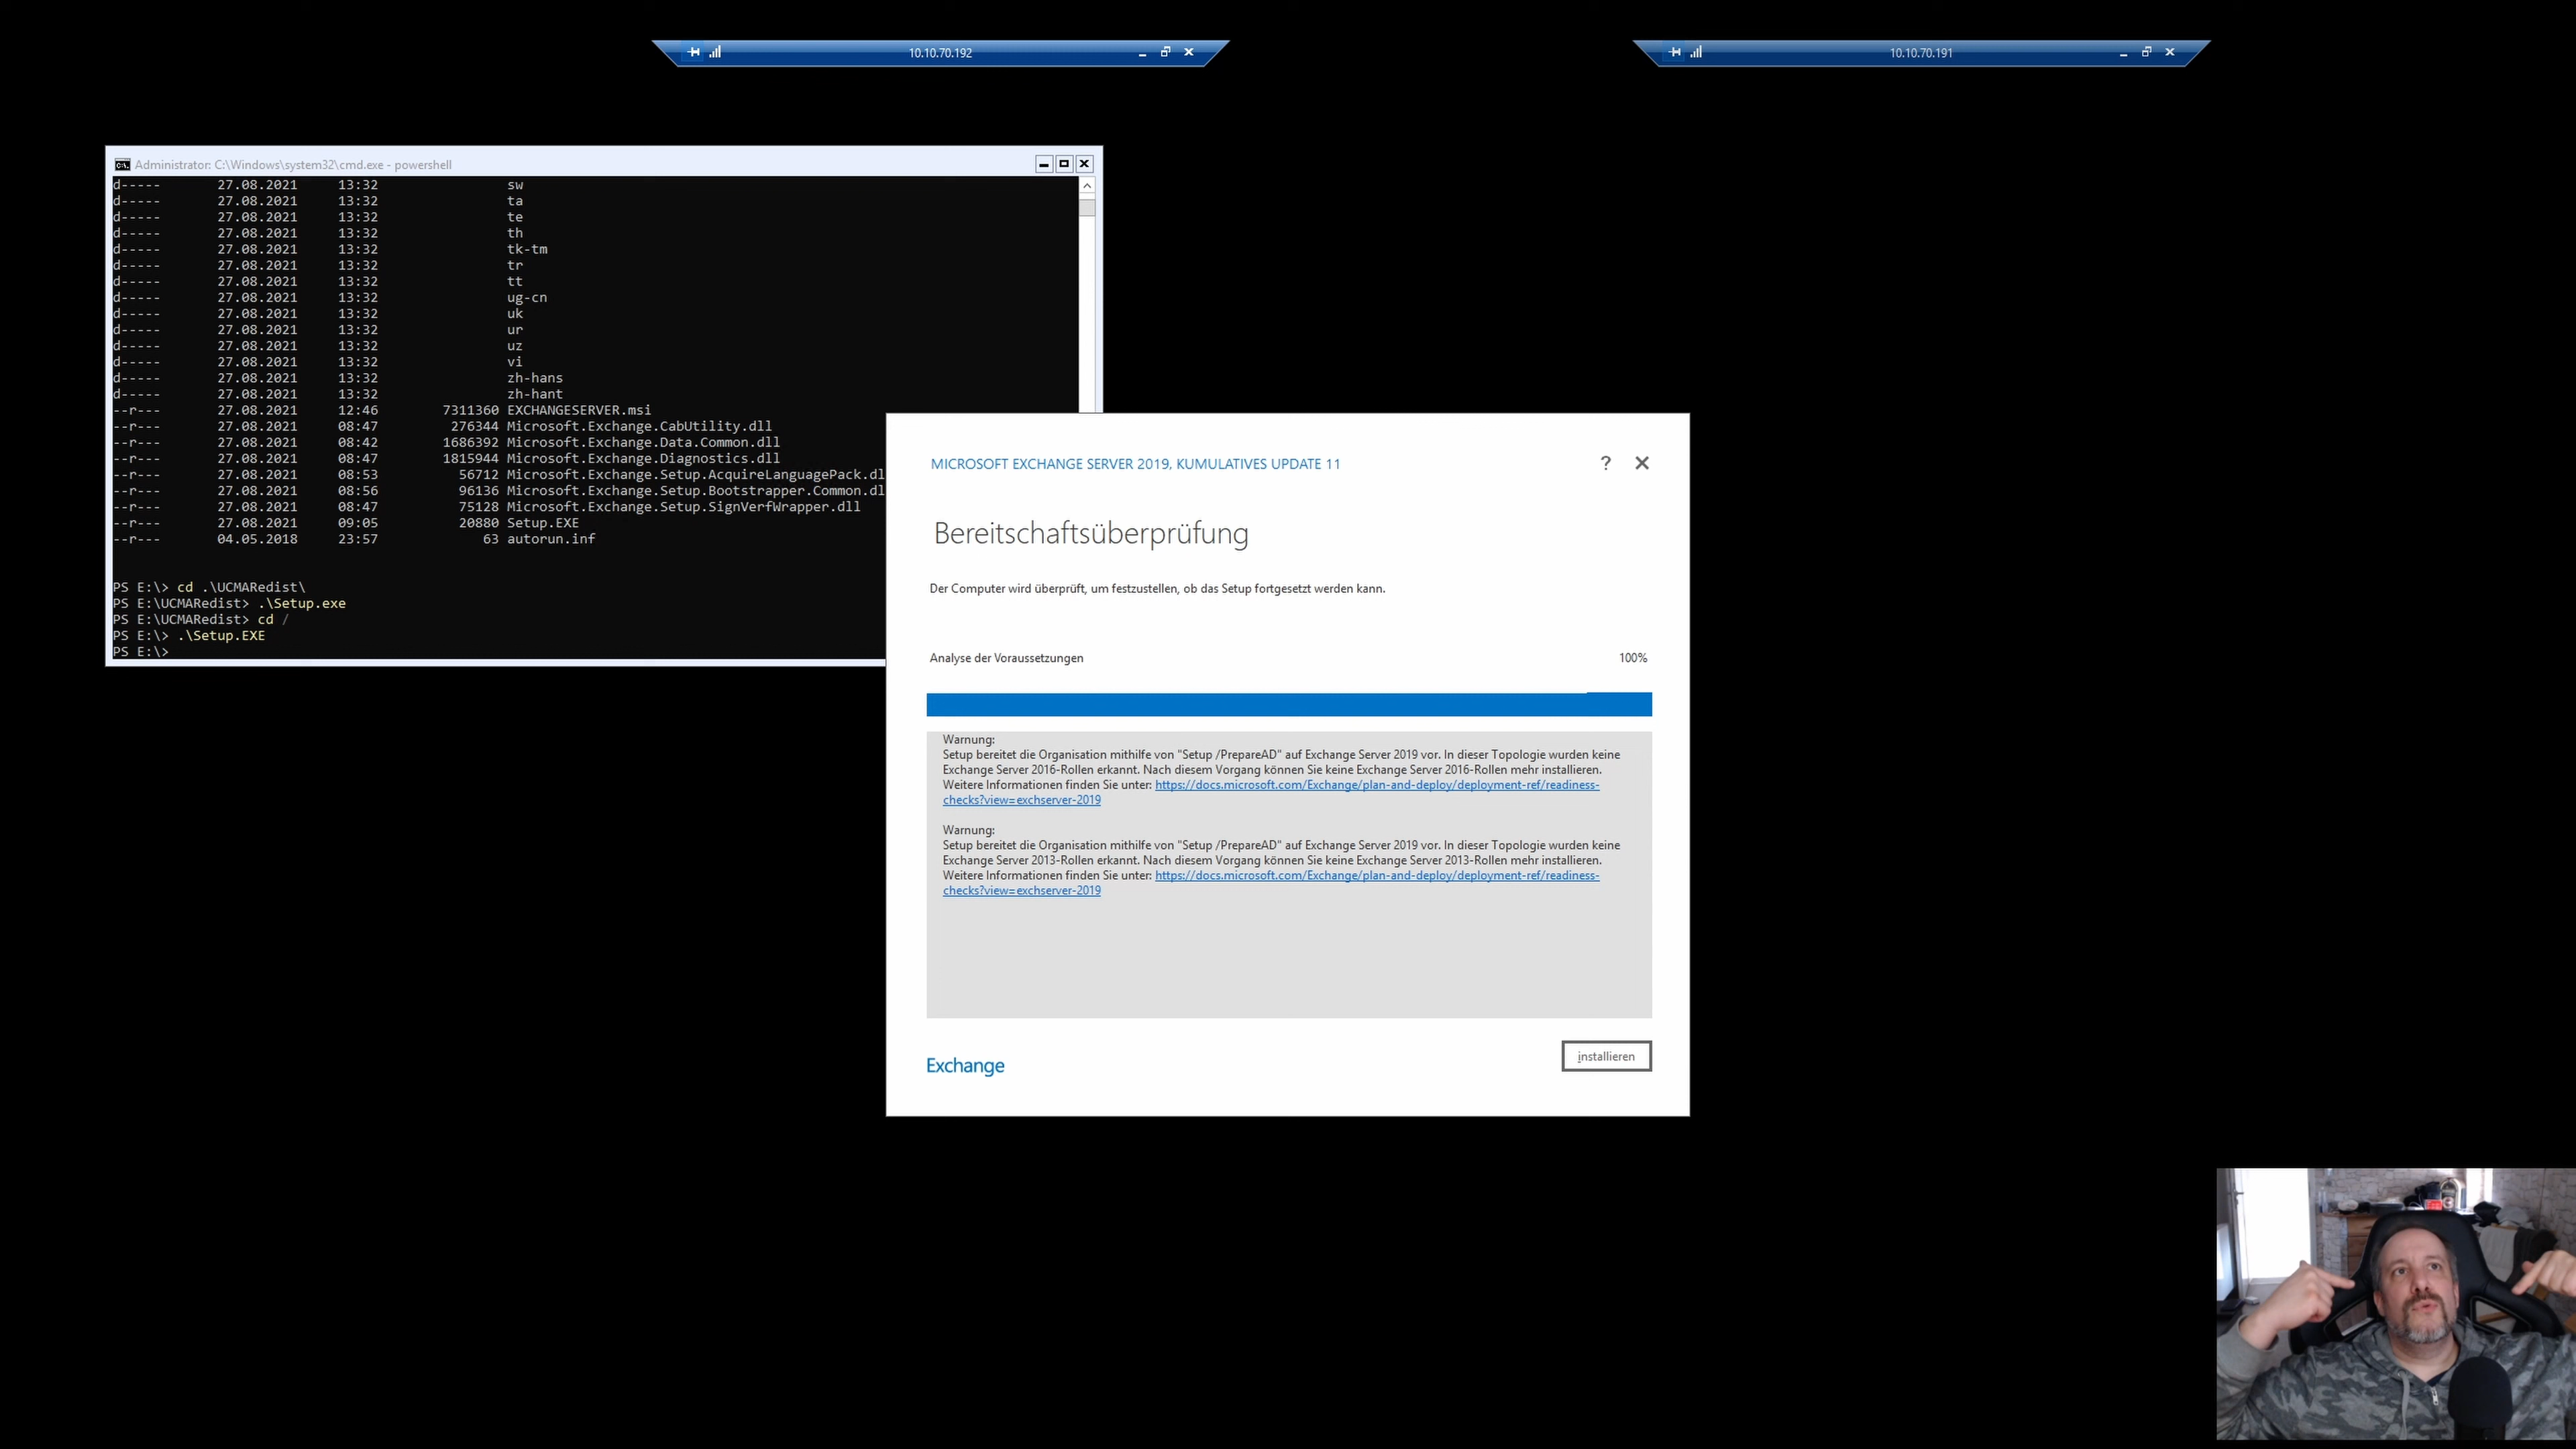 10.10.70.192
10.10.70.191
Administrator: C:\Windows\system32\cmd.exe - powershell
d----- 27.08.2021 13:32 sw
d----- 27.08.2021 13:32 ta
d----- 27.08.2021 13:32 te
d----- 27.08.2021 13:32 th
d----- 27.08.2021 13:32 tk-tm
d----- 27.08.2021 13:32 tr
d----- 27.08.2021 13:32 tt
d----- 27.08.2021 13:32 ug-cn
d----- 27.08.2021 13:32 uk
d----- 27.08.2021 13:32 ur
d----- 27.08.2021 13:32 uz
d----- 27.08.2021 13:32 vi
d----- 27.08.2021 13:32 zh-hans
d----- 27.08.2021 13:32 zh-hant
--r--- 27.08.2021 12:46 7311360 EXCHANGESERVER.msi
--r--- 27.08.2021 08:47 276344 Microsoft.Exchange.CabUtility.dll
--r--- 27.08.2021 08:42 1686392 Microsoft.Exchange.Data.Common.dll
--r--- 27.08.2021 08:47 1815944 Microsoft.Exchange.Diagnostics.dll
--r--- 27.08.2021 08:53 56712 Microsoft.Exchange.Setup.AcquireLanguagePack.dl
--r--- 27.08.2021 08:56 96136 Microsoft.Exchange.Setup.Bootstrapper.Common.dl
--r--- 27.08.2021 08:47 75128 Microsoft.Exchange.Setup.SignVerfWrapper.dll
--r--- 27.08.2021 09:05 20880 Setup.EXE
--r--- 04.05.2018 23:57 63 autorun.inf
PS E:\> cd .\UCMARedist\
PS E:\UCMARedist> .\Setup.exe
PS E:\UCMARedist> cd /
PS E:\> .\Setup.EXE
PS E:\>
MICROSOFT EXCHANGE SERVER 2019, KUMULATIVES UPDATE 11
?
Bereitschaftsüberprüfung
Der Computer wird überprüft, um festzustellen, ob das Setup fortgesetzt werden kann.
Analyse der Voraussetzungen 100%
Warnung:
Setup bereitet die Organisation mithilfe von "Setup /PrepareAD" auf Exchange Server 2019 vor. In dieser Topologie wurden keine
Exchange Server 2016-Rollen erkannt. Nach diesem Vorgang können Sie keine Exchange Server 2016-Rollen mehr installieren.
Weitere Informationen finden Sie unter: https://docs.microsoft.com/Exchange/plan-and-deploy/deployment-ref/readiness-
checks?view=exchserver-2019
Warnung:
Setup bereitet die Organisation mithilfe von "Setup /PrepareAD" auf Exchange Server 2019 vor. In dieser Topologie wurden keine
Exchange Server 2013-Rollen erkannt. Nach diesem Vorgang können Sie keine Exchange Server 2013-Rollen mehr installieren.
Weitere Informationen finden Sie unter: https://docs.microsoft.com/Exchange/plan-and-deploy/deployment-ref/readiness-
checks?view=exchserver-2019
Exchange
installieren